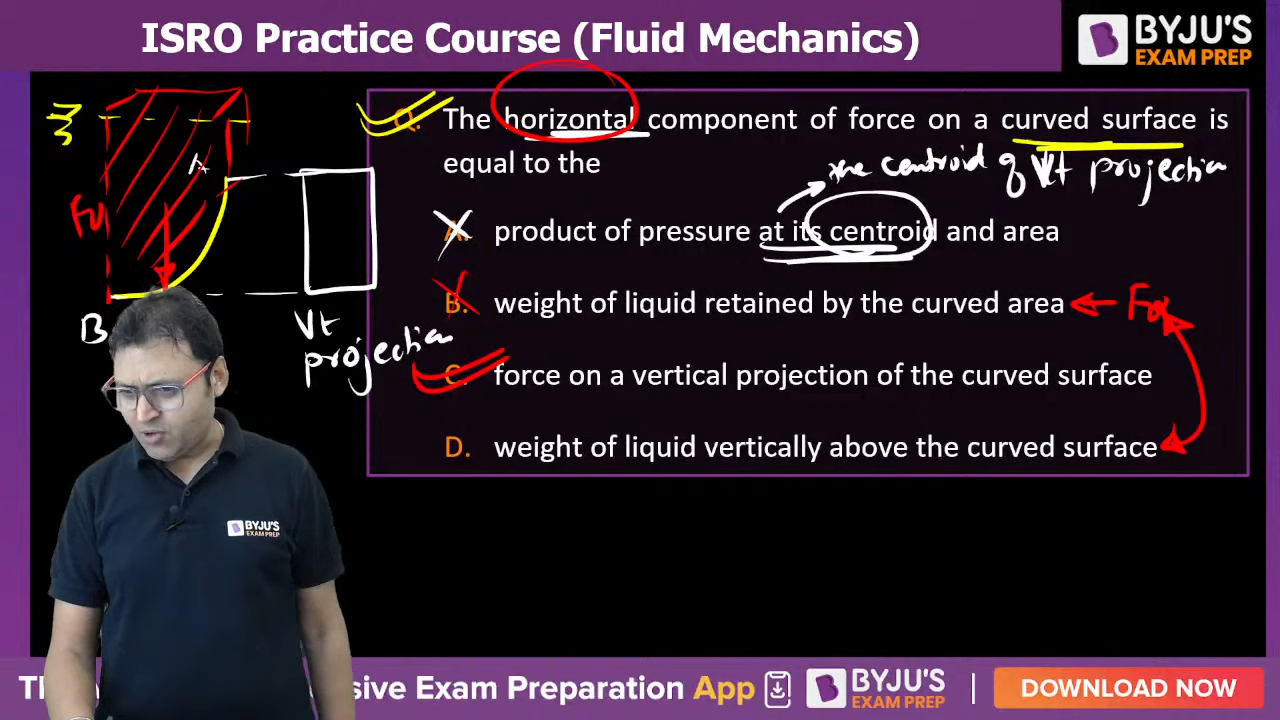 ISRO Practice Course (Fluid Mechanics)
BYJU'S
EXAM PREP
Q. The horizontal component of force on a curved surface is
equal to the
the centroid of Vt projection
A. product of pressure at its centroid and area
B. weight of liquid retained by the curved area
C. force on a vertical projection of the curved surface
D. weight of liquid vertically above the curved surface
A
B
Vt
projection
BYJU'S
EXAM PREP
sive Exam Preparation App
BYJU'S
EXAM PREP
DOWNLOAD NOW